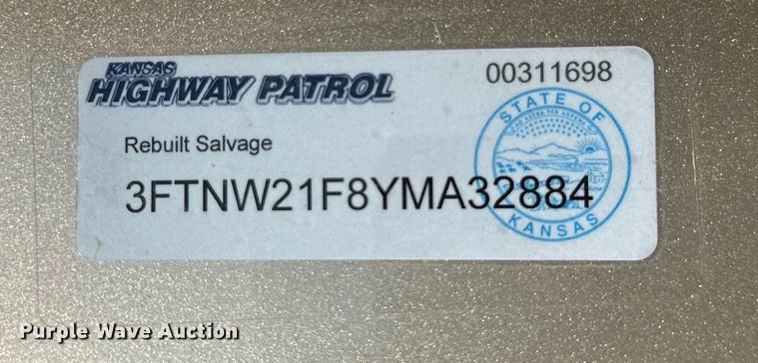 KANSAS
HIGHWAY PATROL
00311698
Rebuilt Salvage
3FTNW21F8YMA32884
STATE OF
KANSAS
Purple Wave Auction